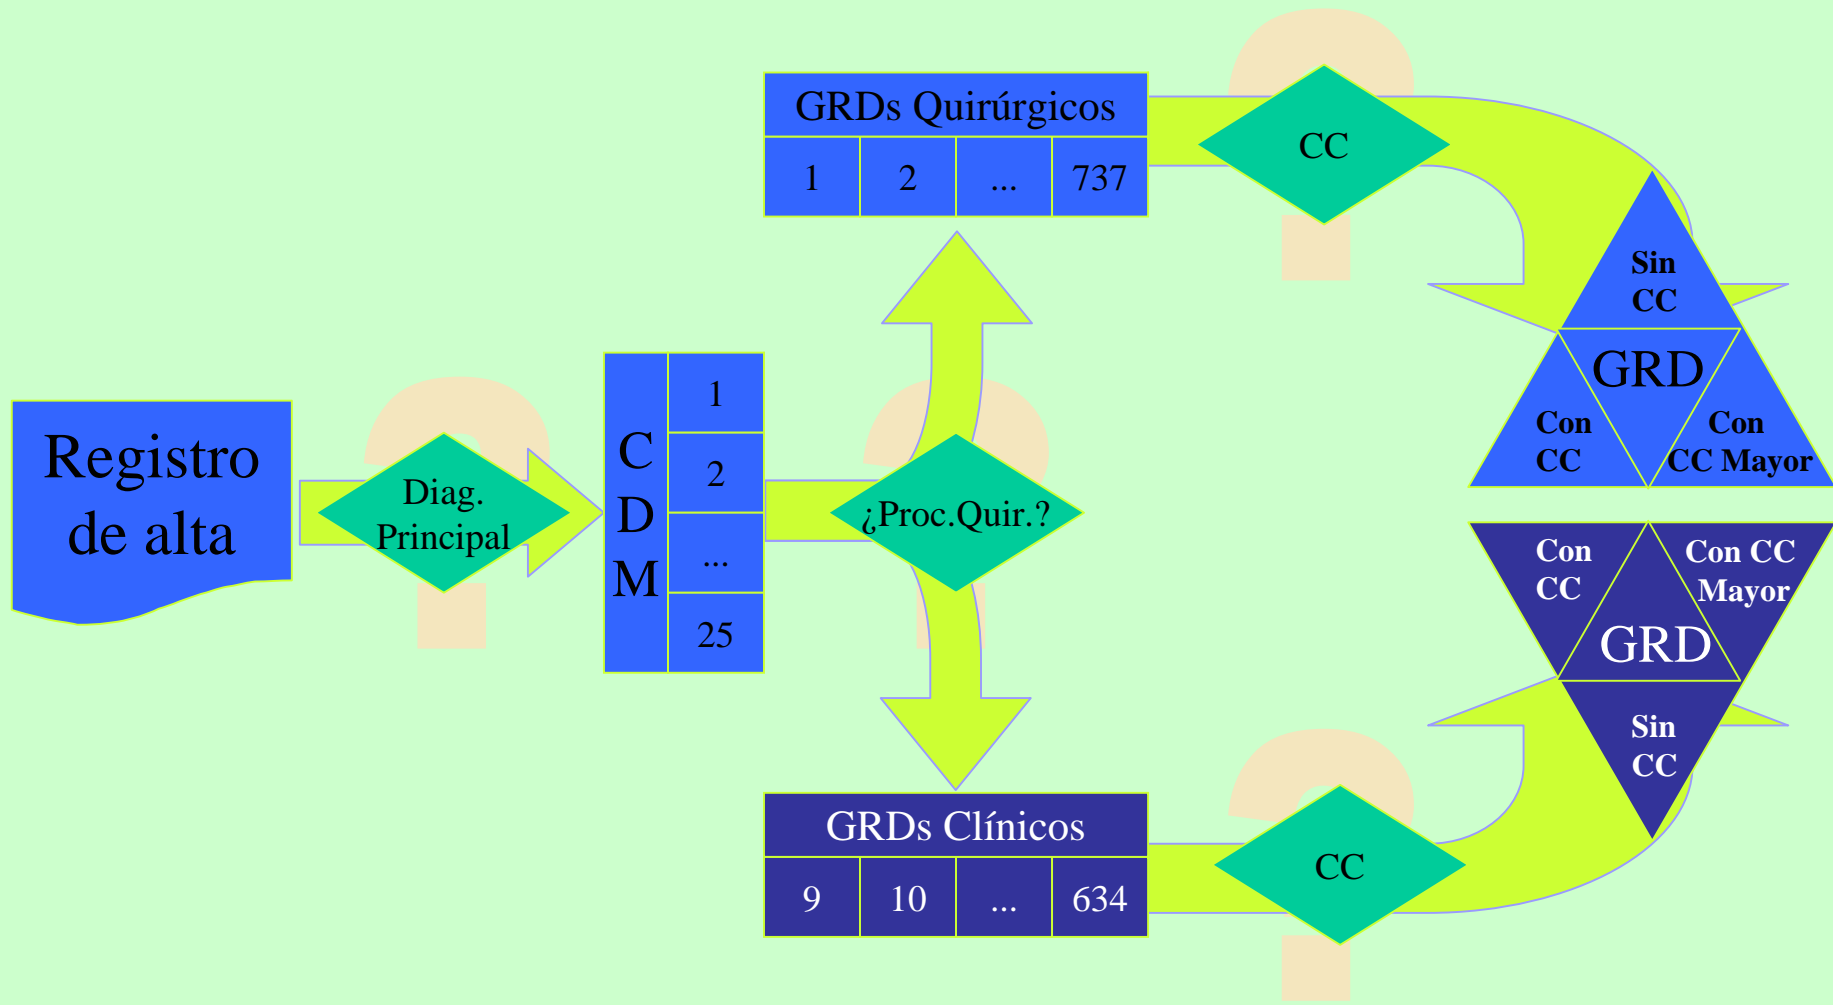 Registro
de alta
Diag.
Principal
C
D
M
1
2
...
25
¿Proc.Quir.?
GRDs Quirúrgicos
1 2 ... 737
CC
Sin
CC
GRD
Con
CC
Con
CC Mayor
GRDs Clínicos
9 10 ... 634
CC
Con
CC
Con CC
Mayor
GRD
Sin
CC